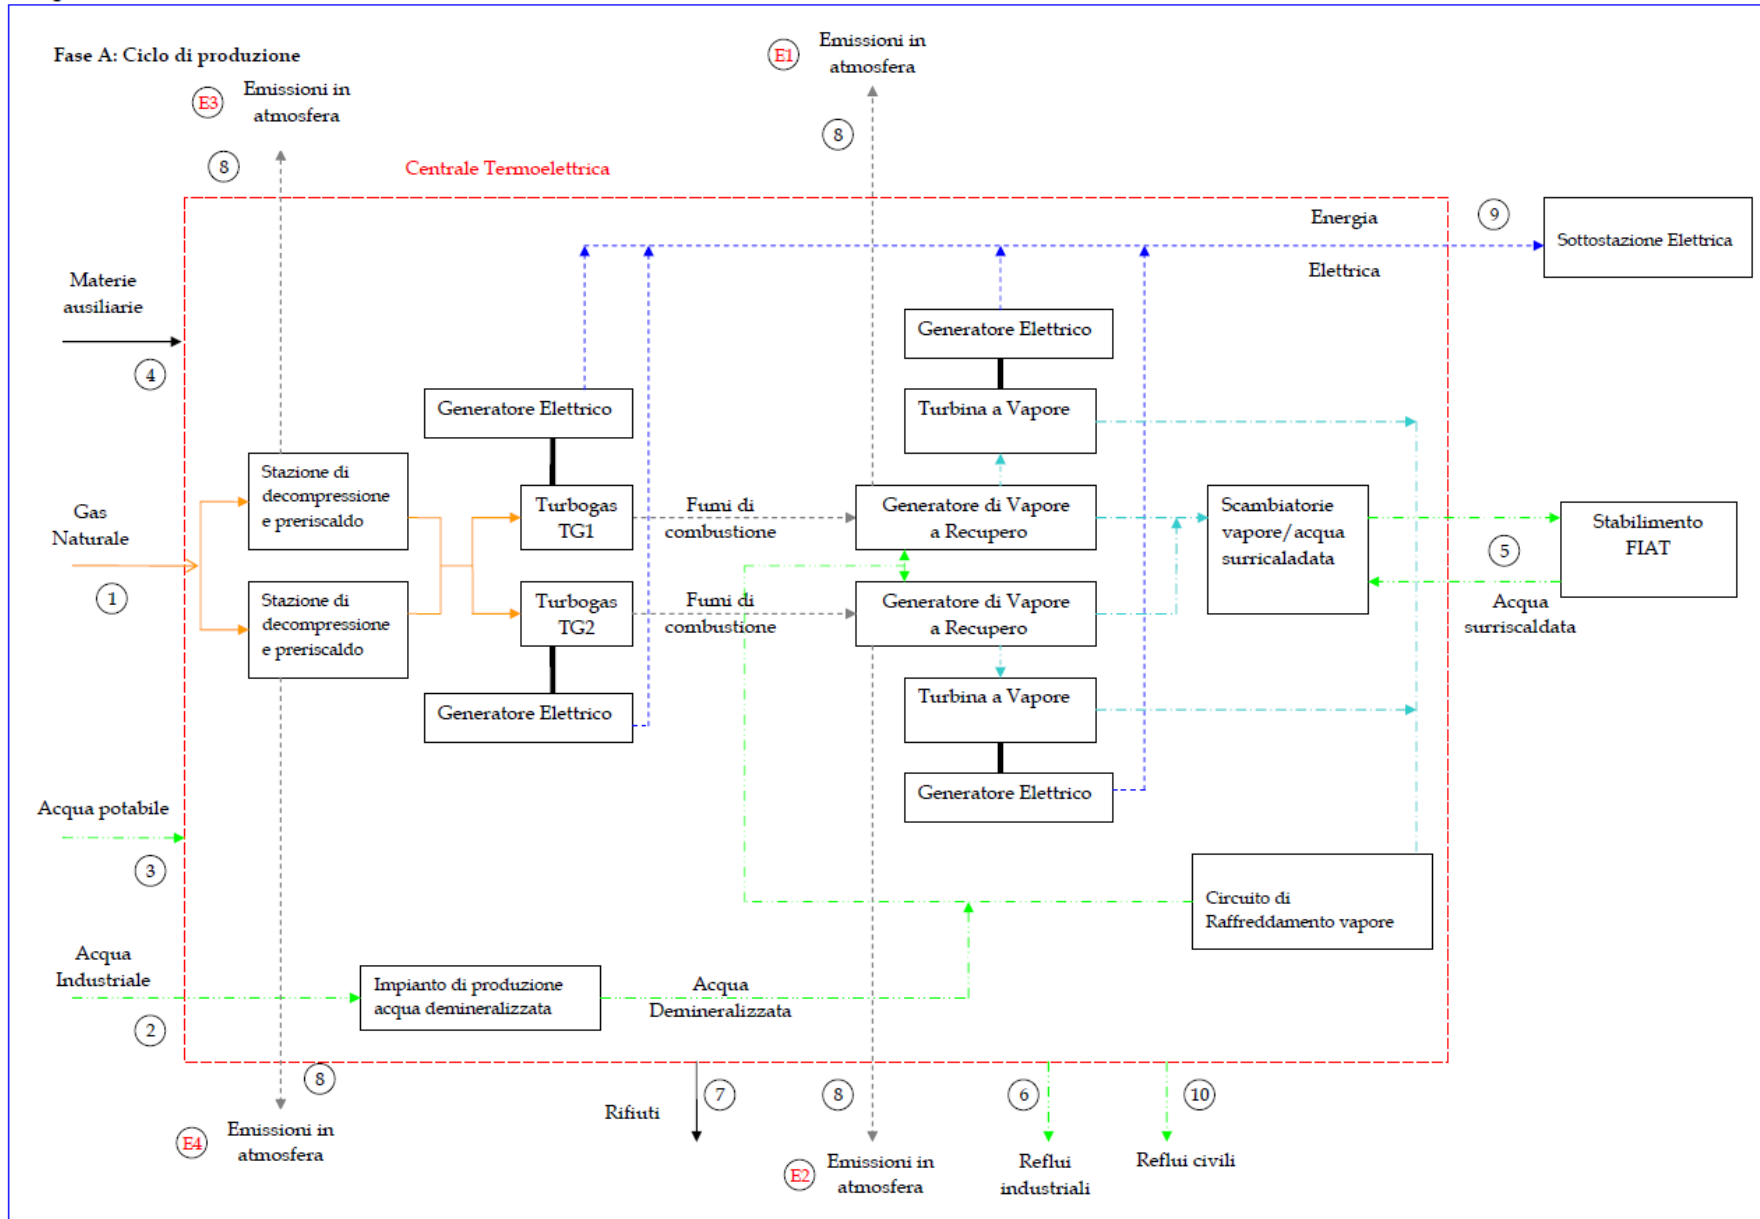 Fase A: Ciclo di produzione
E1
Emissioni in
atmosfera
E3
Emissioni in
atmosfera
8
8
Centrale Termoelettrica
Energia
Elettrica
9
Sottostazione Elettrica
Materie
ausiliarie
4
Generatore Elettrico
Turbina a Vapore
Generatore Elettrico
Stazione di
decompressione
e preriscaldo
Gas
Naturale
1
Turbogas
TG1
Fumi di
combustione
Generatore di Vapore
a Recupero
Scambiatorie
vapore/acqua
surricaladata
5
Stabilimento
FIAT
Acqua
surriscaldata
Stazione di
decompressione
e preriscaldo
Turbogas
TG2
Fumi di
combustione
Generatore di Vapore
a Recupero
Generatore Elettrico
Turbina a Vapore
Generatore Elettrico
Acqua potabile
3
Circuito di
Raffreddamento vapore
Acqua
Industriale
2
Impianto di produzione
acqua demineralizzata
Acqua
Demineralizzata
8
7
8
6
10
Rifiuti
E4
Emissioni in
atmosfera
E2
Emissioni in
atmosfera
Reflui
industriali
Reflui civili